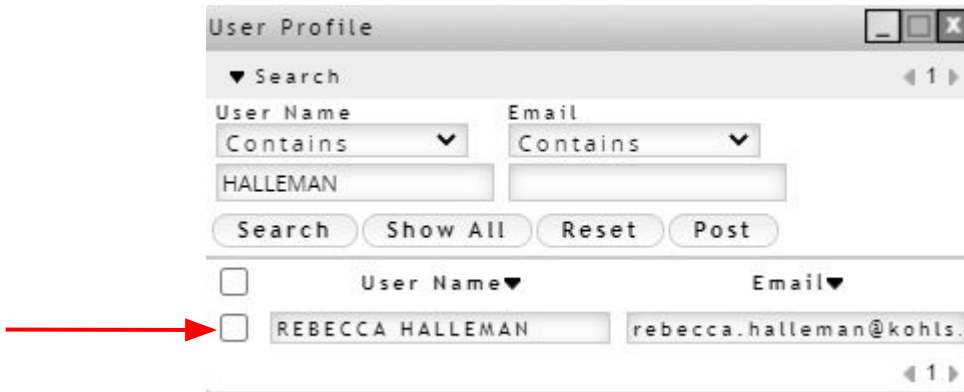 User Profile
Search 1
User Name Email
Contains Contains
HALLEMAN
Search Show All Reset Post
User Name Email
REBECCA HALLEMAN rebecca.halleman@kohls.
1